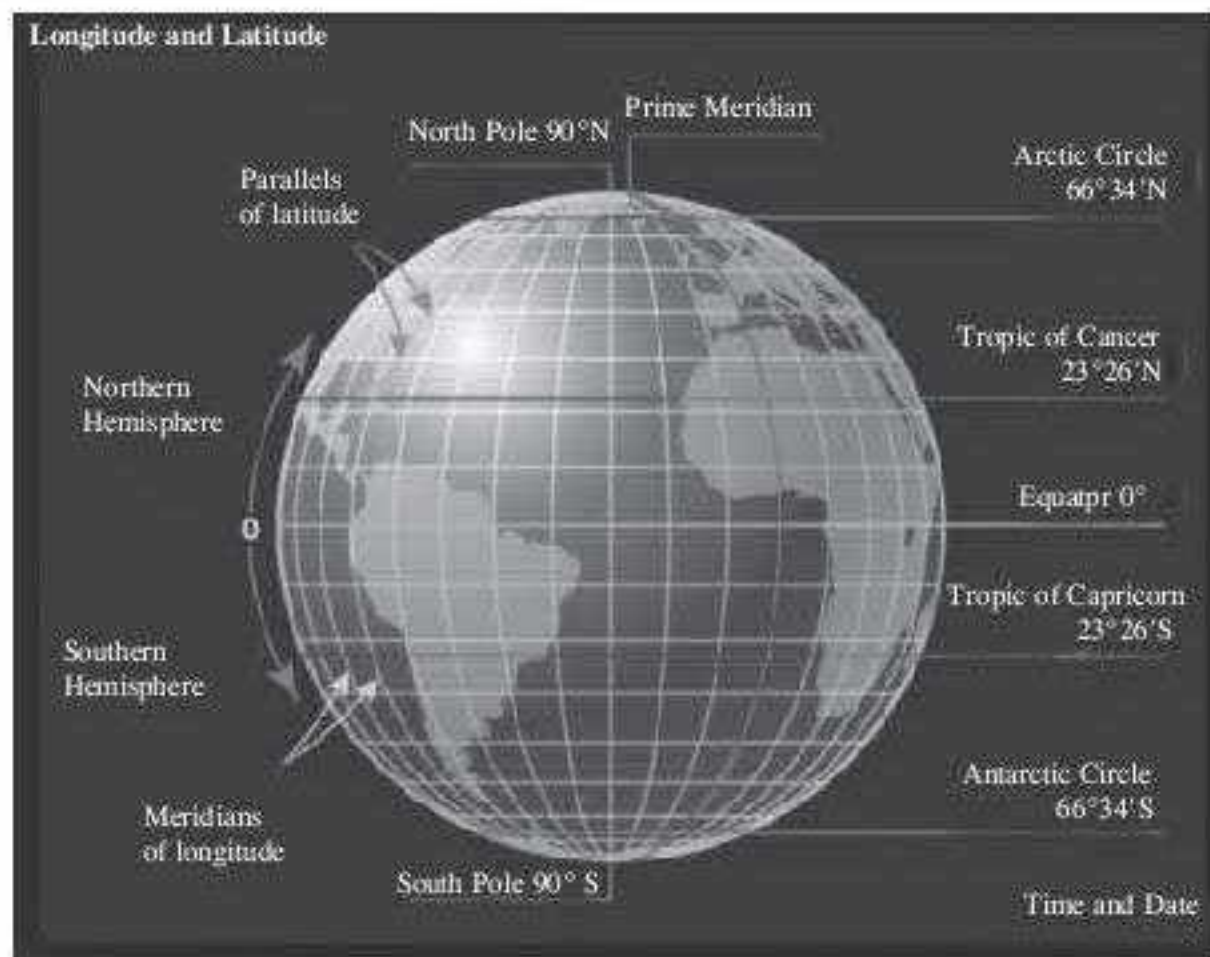 Longitude and Latitude
Prime Meridian
North Pole 90°N
Arctic Circle
66°34'N
Parallels
of latitude
Tropic of Cancer
23°26'N
Northern
Hemisphere
Equatpr 0°
0
Tropic of Capricorn
23°26'S
Southern
Hemisphere
Antarctic Circle
66°34'S
Meridians
of longitude
South Pole 90° S
Time and Date